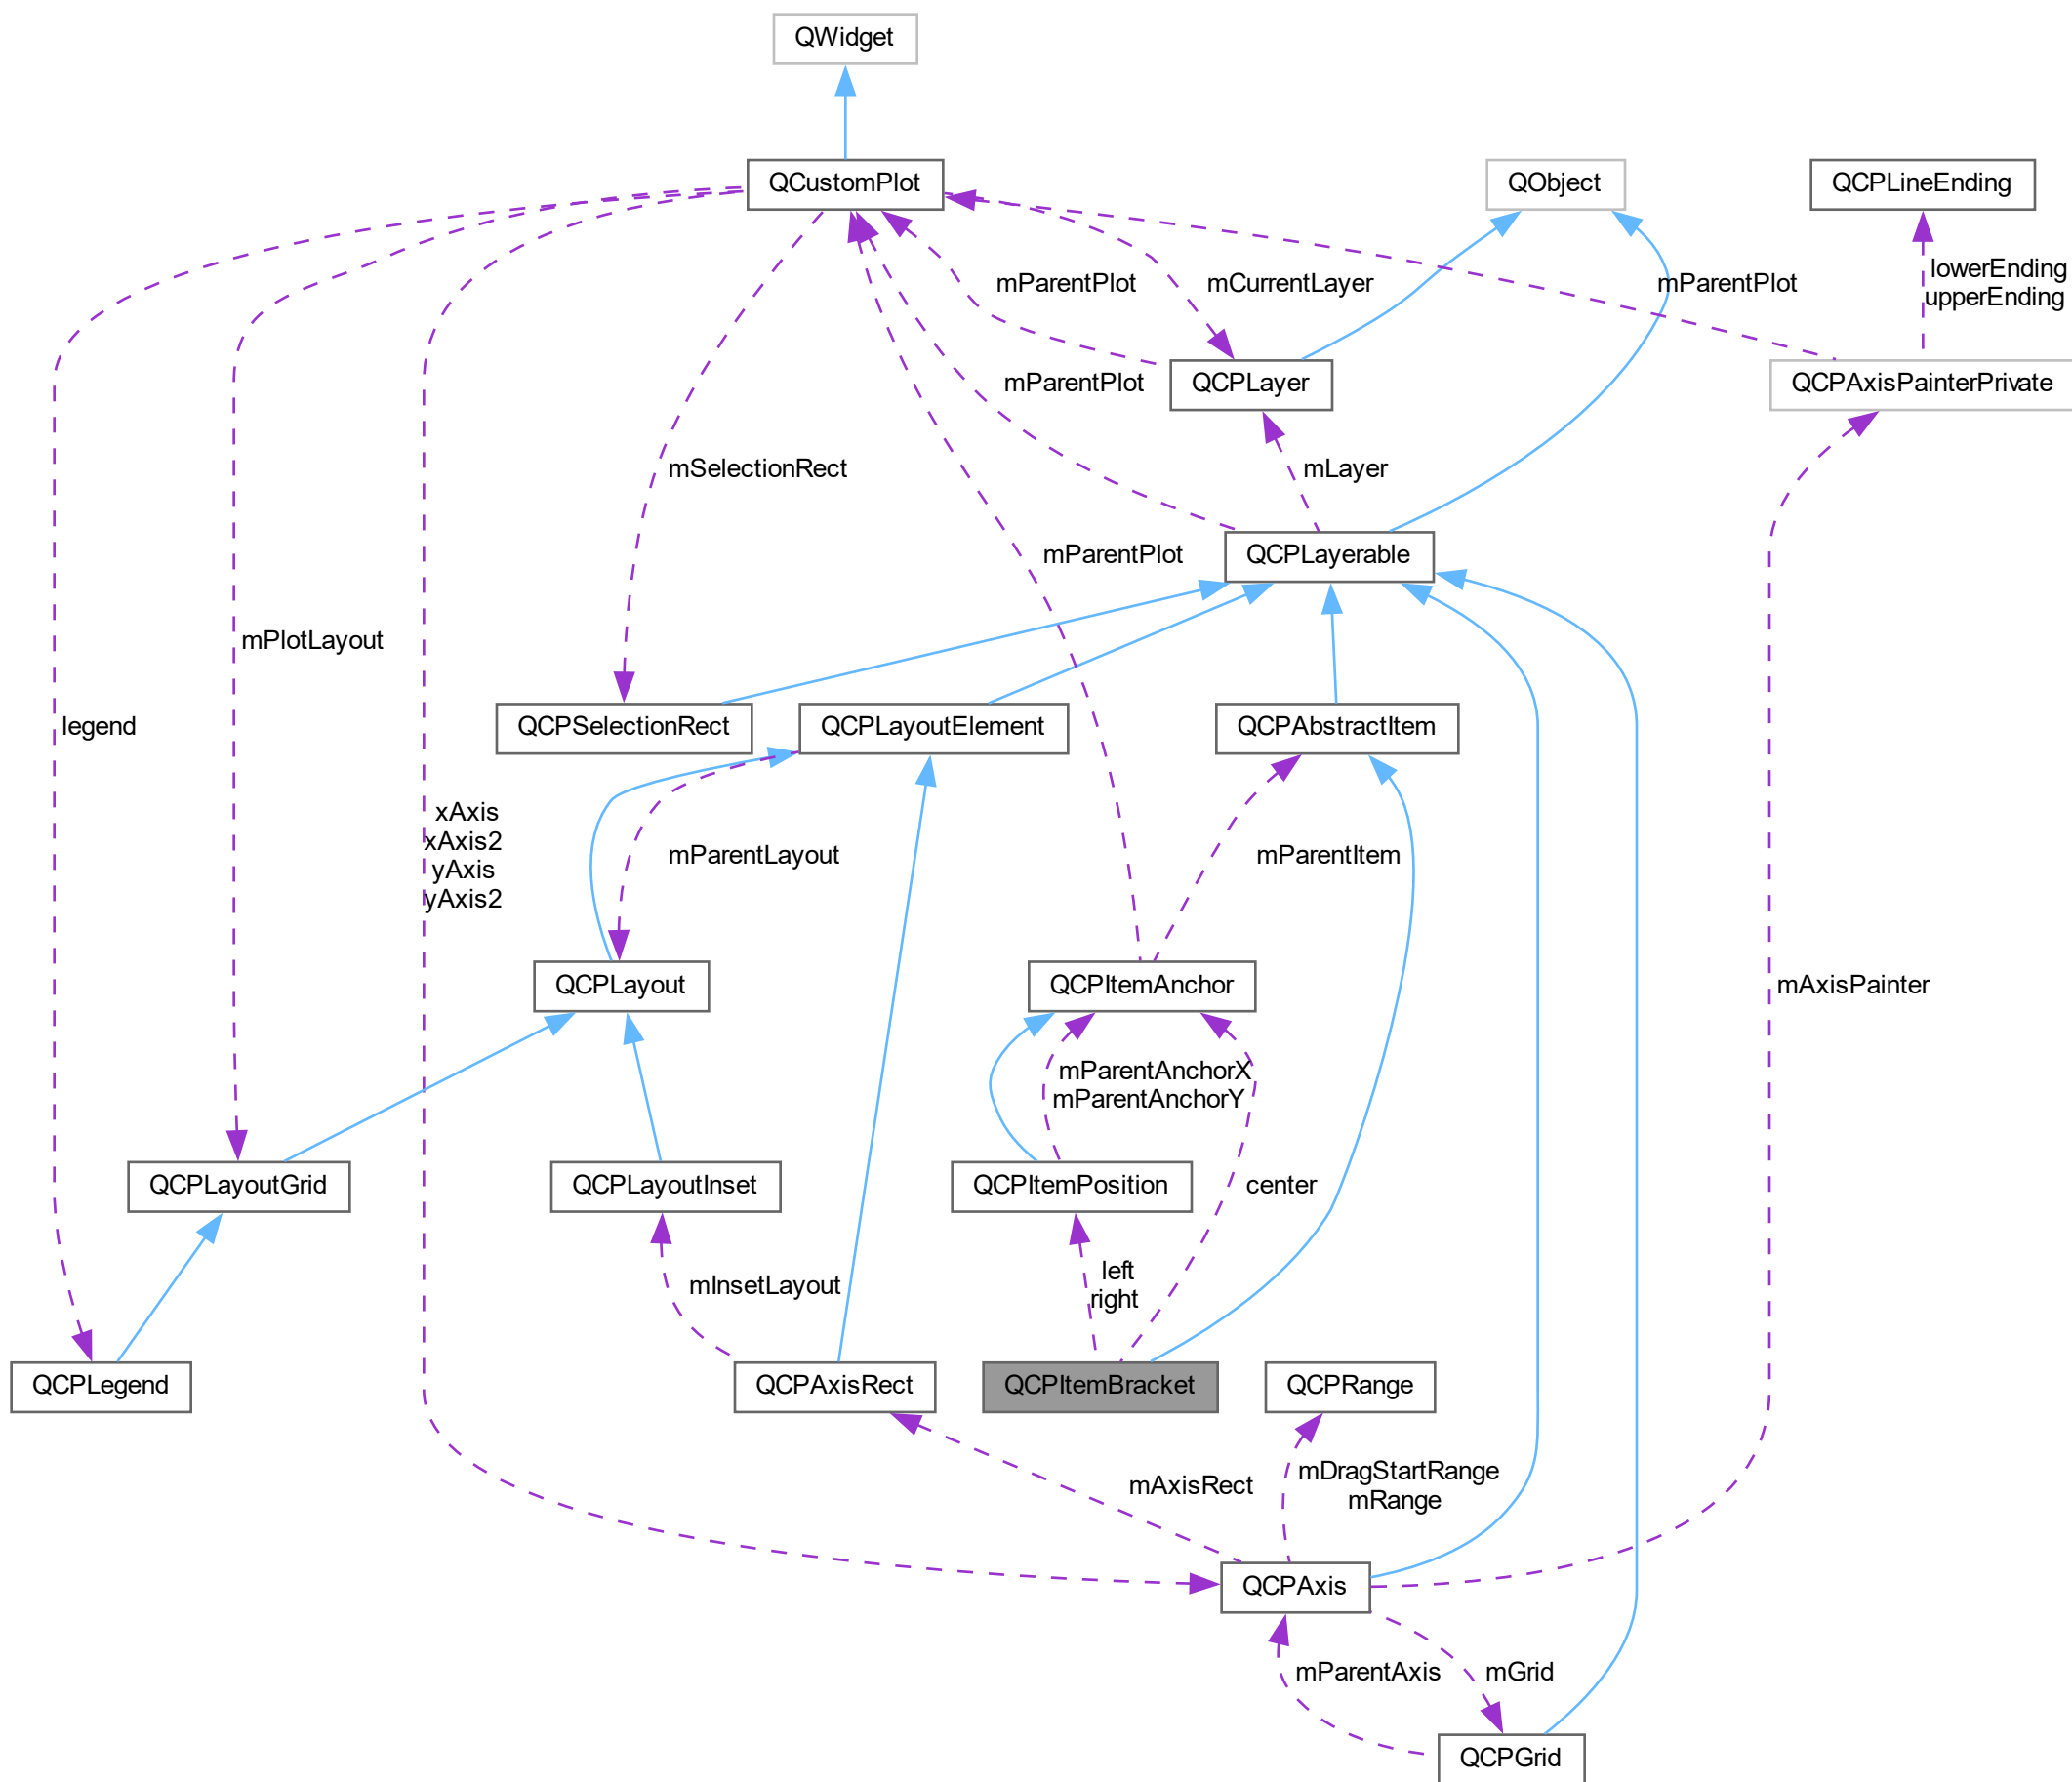 QWidget
QCustomPlot
QObject
QCPLineEnding
mParentPlot
mCurrentLayer
mParentPlot
lowerEnding
upperEnding
mParentPlot
QCPLayer
QCPAxisPainterPrivate
mSelectionRect
mLayer
mParentPlot
QCPLayerable
mPlotLayout
legend
QCPSelectionRect
QCPLayoutElement
QCPAbstractItem
xAxis
xAxis2
yAxis
yAxis2
mParentLayout
mParentItem
QCPLayout
QCPItemAnchor
mAxisPainter
mParentAnchorX
mParentAnchorY
QCPLayoutGrid
QCPLayoutInset
QCPItemPosition
center
mInsetLayout
left
right
QCPLegend
QCPAxisRect
QCPItemBracket
QCPRange
mAxisRect
mDragStartRange
mRange
QCPAxis
mParentAxis
mGrid
QCPGrid